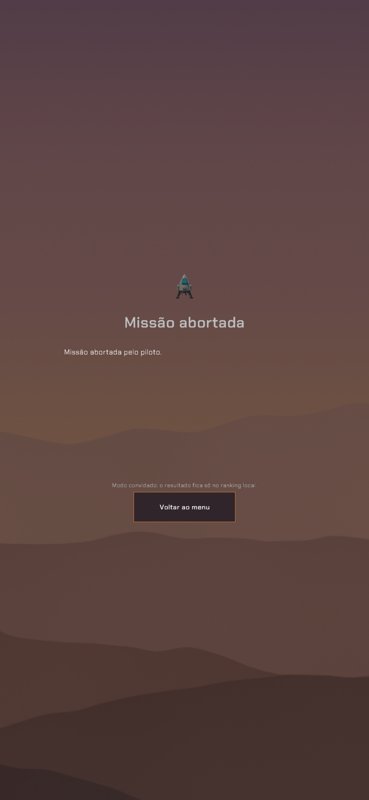 Missão abortada
Missão abortada pelo piloto.
Modo convidado: o resultado fica só no ranking local.
Voltar ao menu